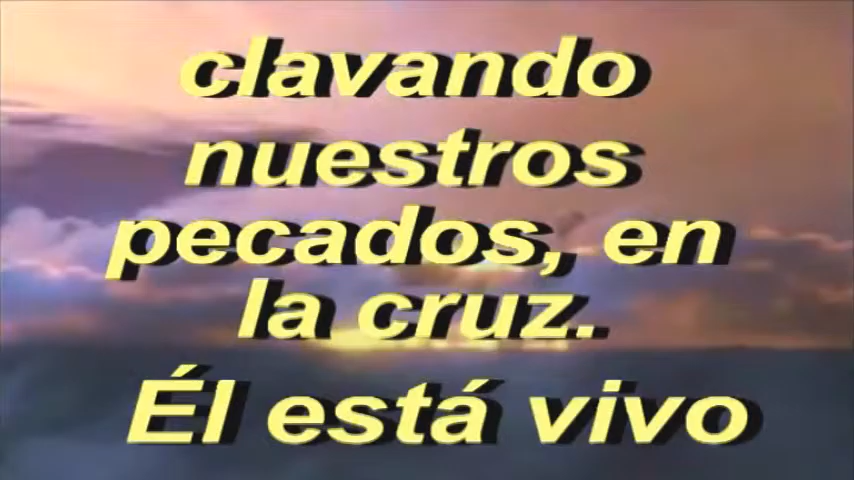 clavando
nuestros
pecados, en
la cruz.
Él está vivo